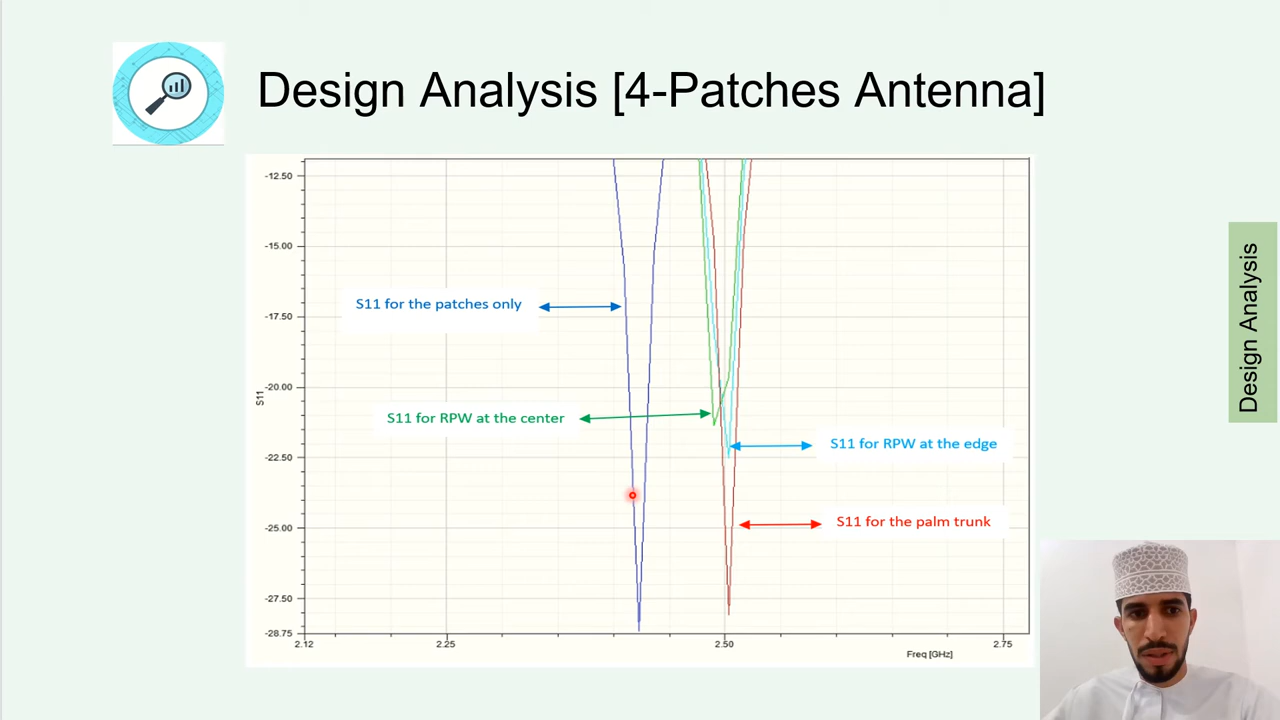 Design Analysis [4-Patches Antenna]
-12.50
-15.00
S11 for the patches only
-17.50
-20.00
S11
S11 for RPW at the center
S11 for RPW at the edge
-22.50
S11 for the palm trunk
-25.00
-27.50
-28.75
2.12
2.25
2.50
2.75
Freq [GHz]
Design Analysis